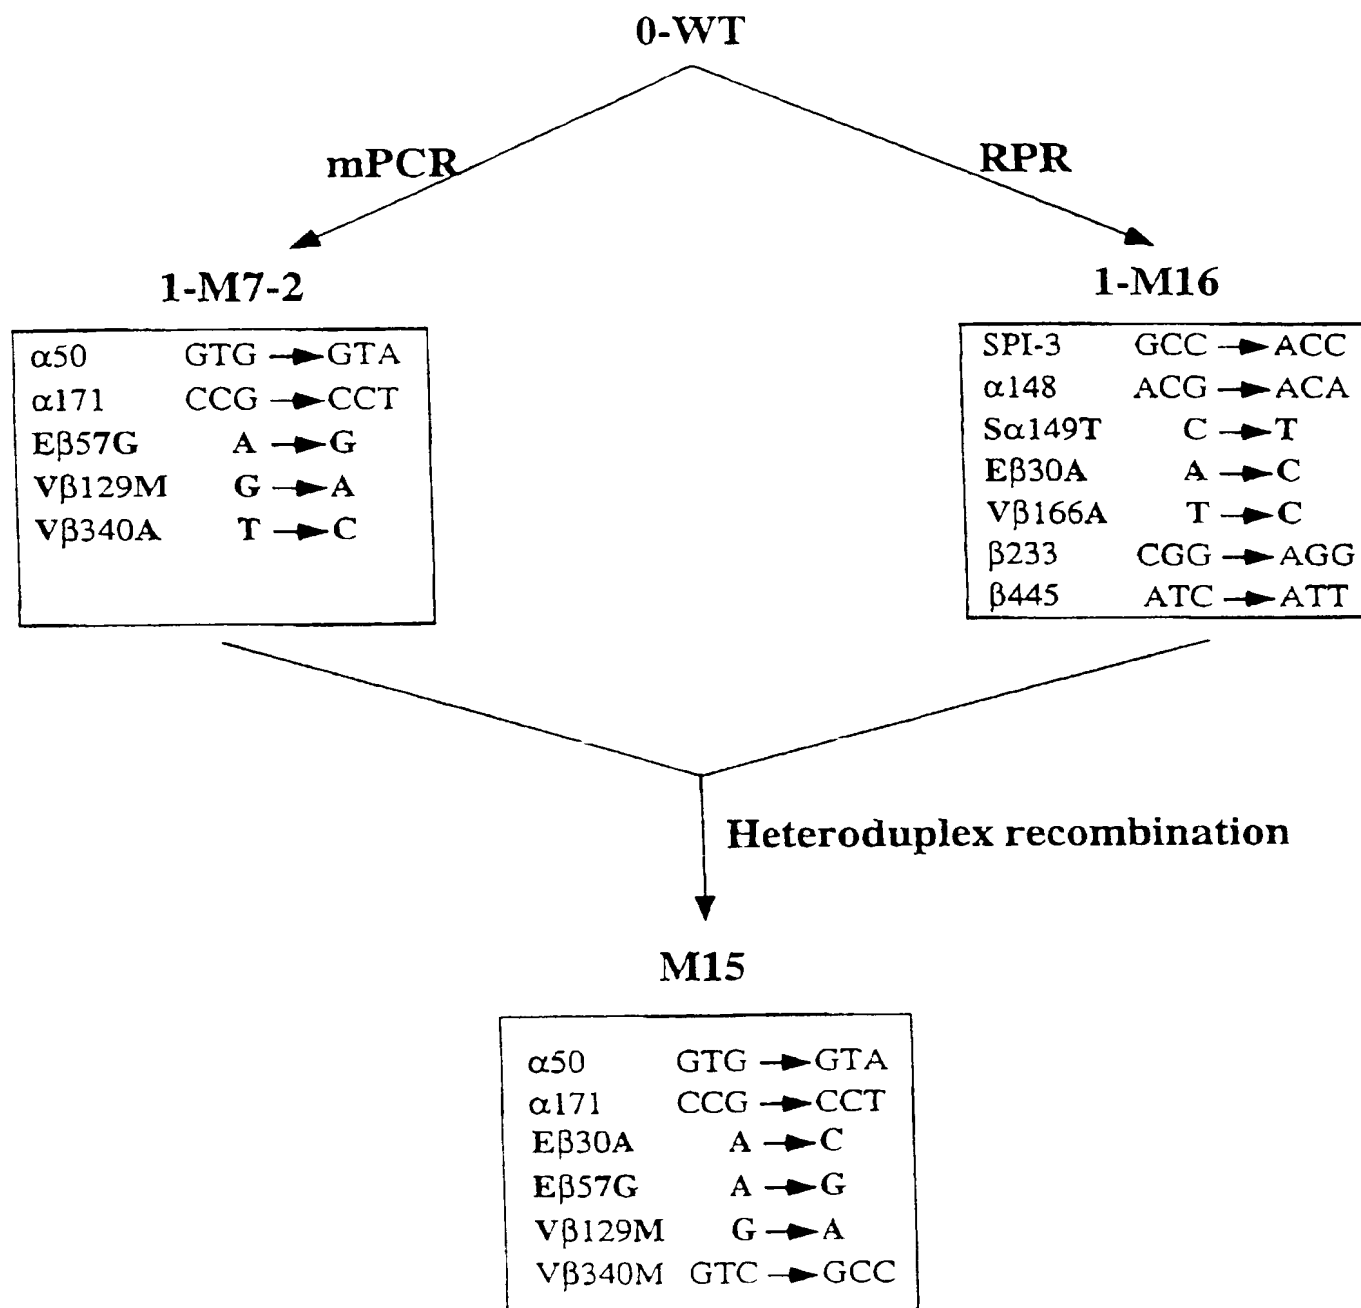 0-WT
mPCR
RPR
1-M7-2
α50 GTG → GTA
α171 CCG → CCT
Eβ57G A → G
Vβ129M G → A
Vβ340A T → C
1-M16
SPI-3 GCC → ACC
α148 ACG → ACA
Sα149T C → T
Eβ30A A → C
Vβ166A T → C
β233 CGG → AGG
β445 ATC → ATT
Heteroduplex recombination
M15
α50 GTG → GTA
α171 CCG → CCT
Eβ30A A → C
Eβ57G A → G
Vβ129M G → A
Vβ340M GTC → GCC